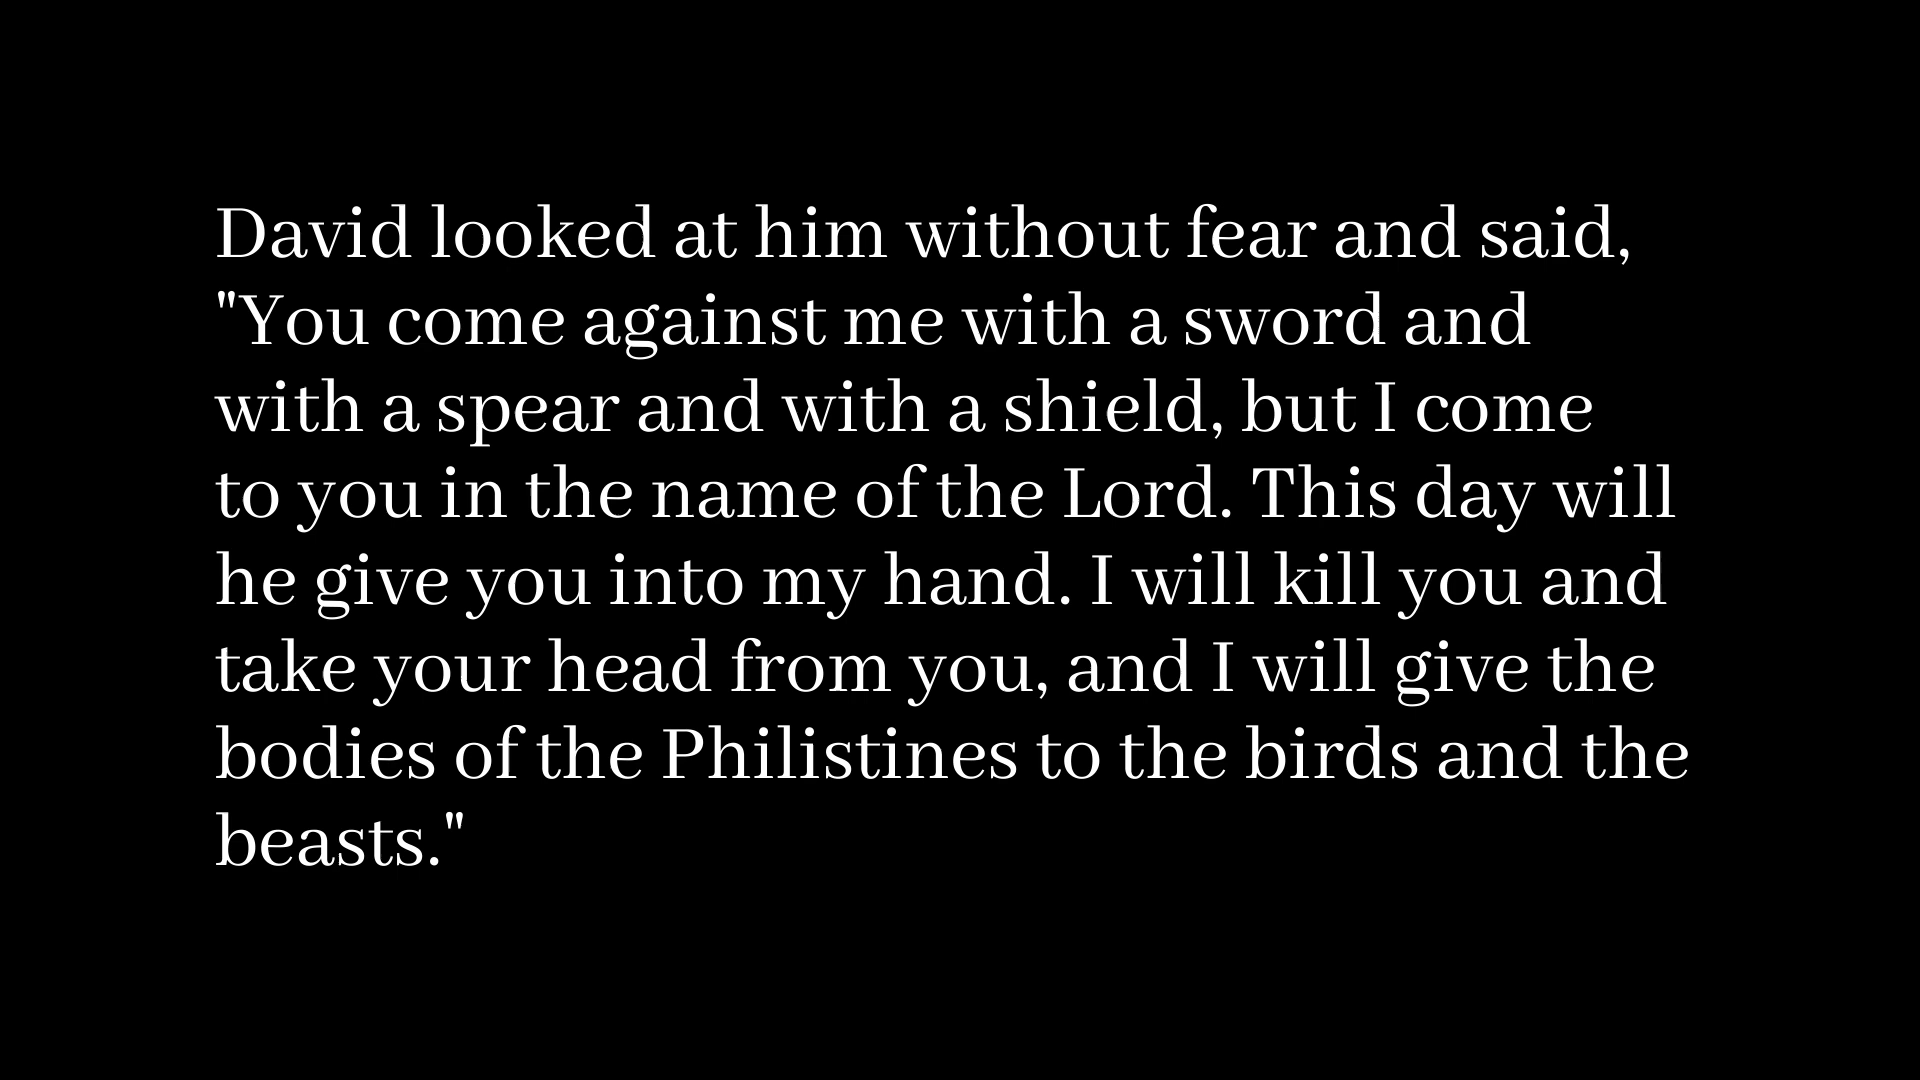 David looked at him without fear and said,
"You come against me with a sword and
with a spear and with a shield, but I come
to you in the name of the Lord. This day will
he give you into my hand. I will kill you and
take your head from you, and I will give the
bodies of the Philistines to the birds and the
beasts."